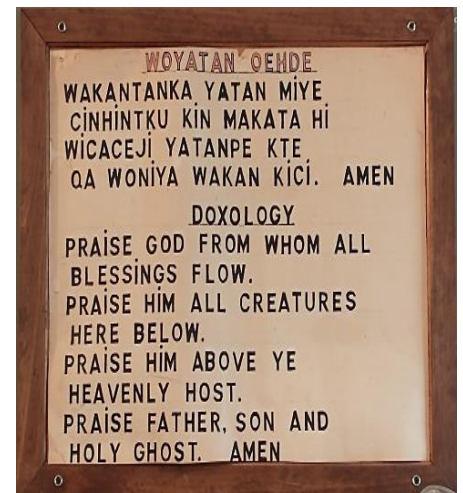 WOYATAN OEHDE
WAKANTANKA YATAN MIYE
CINHINTKU KIN MAKATA HI
WICACEJI YATANPE KTE
QA WONIYA WAKAN KICI. AMEN
DOXOLOGY
PRAISE GOD FROM WHOM ALL
BLESSINGS FLOW.
PRAISE HIM ALL CREATURES
HERE BELOW.
PRAISE HIM ABOVE YE
HEAVENLY HOST.
PRAISE FATHER, SON AND
HOLY GHOST. AMEN